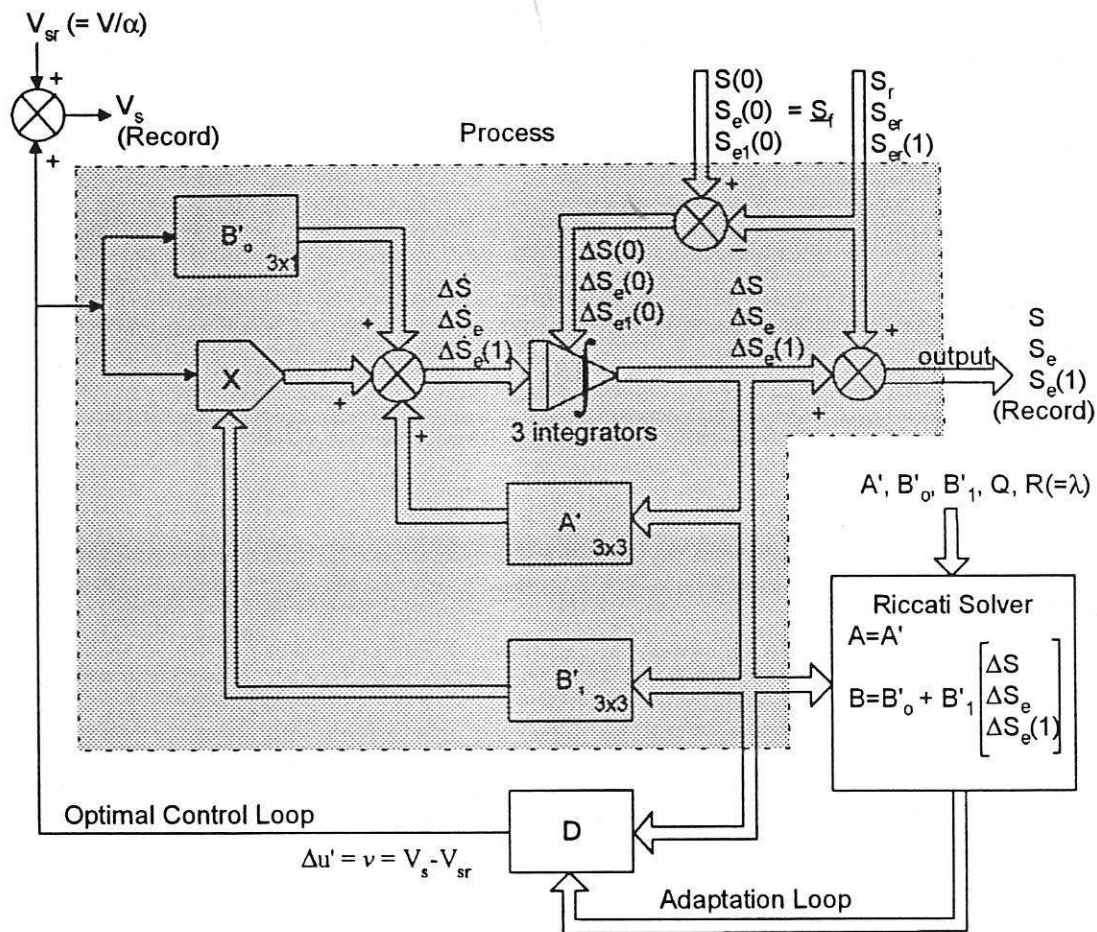 V_sr (= V/α)
+
V_s
(Record)
+
Process
S(0)
S_e(0) = S_f
S_e1(0)
S_r
S_er
S_er(1)
+
−
B'_o
3x1
ΔS(0)
ΔS_e(0)
ΔS_e1(0)
ΔṠ
ΔṠ_e
ΔṠ_e(1)
ΔS
ΔS_e
ΔS_e(1)
+
+
+
X
∫
3 integrators
+
+
output
S
S_e
S_e(1)
(Record)
A'
3x3
A', B'_o, B'_1, Q, R(=λ)
Riccati Solver
A=A'
B=B'_o + B'_1 [ΔS
ΔS_e
ΔS_e(1)]
B'_1
3x3
Optimal Control Loop
D
Δu' = ν = V_s-V_sr
Adaptation Loop